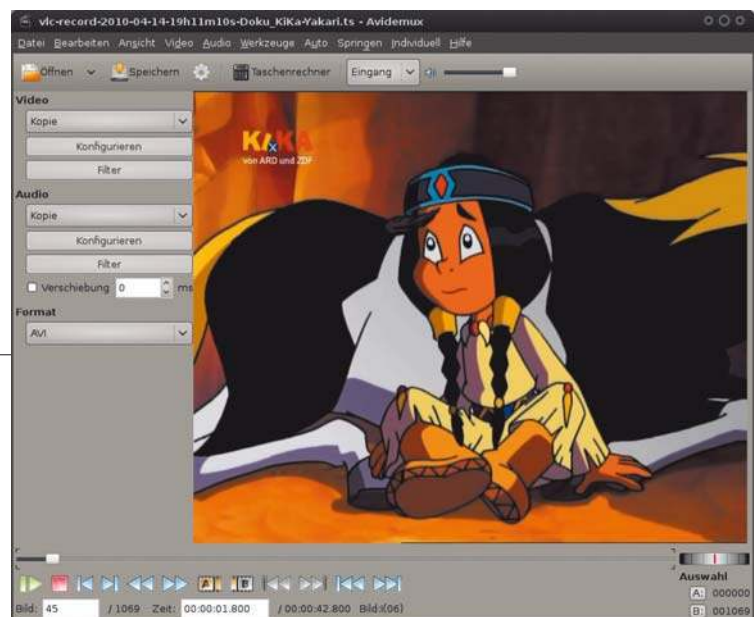 vlc-record-2010-04-14-19h11m10s-Doku_KiKa-Yakari.ts - Avidemux
Datei Bearbeiten Ansicht Video Audio Werkzeuge Auto Springen Individuell Hilfe
Öffnen Speichern Taschenrechner Eingang
Video
Kopie
Konfigurieren
Filter
Audio
Kopie
Konfigurieren
Filter
Verschiebung 0 ms
Format
AVI
KiKA
von ARD und ZDF
A B
Auswahl
A: 000000
B: 001069
Bild: 45 / 1069 Zeit: 00:00:01.800 / 00:00:42.800 Bild:I(06)